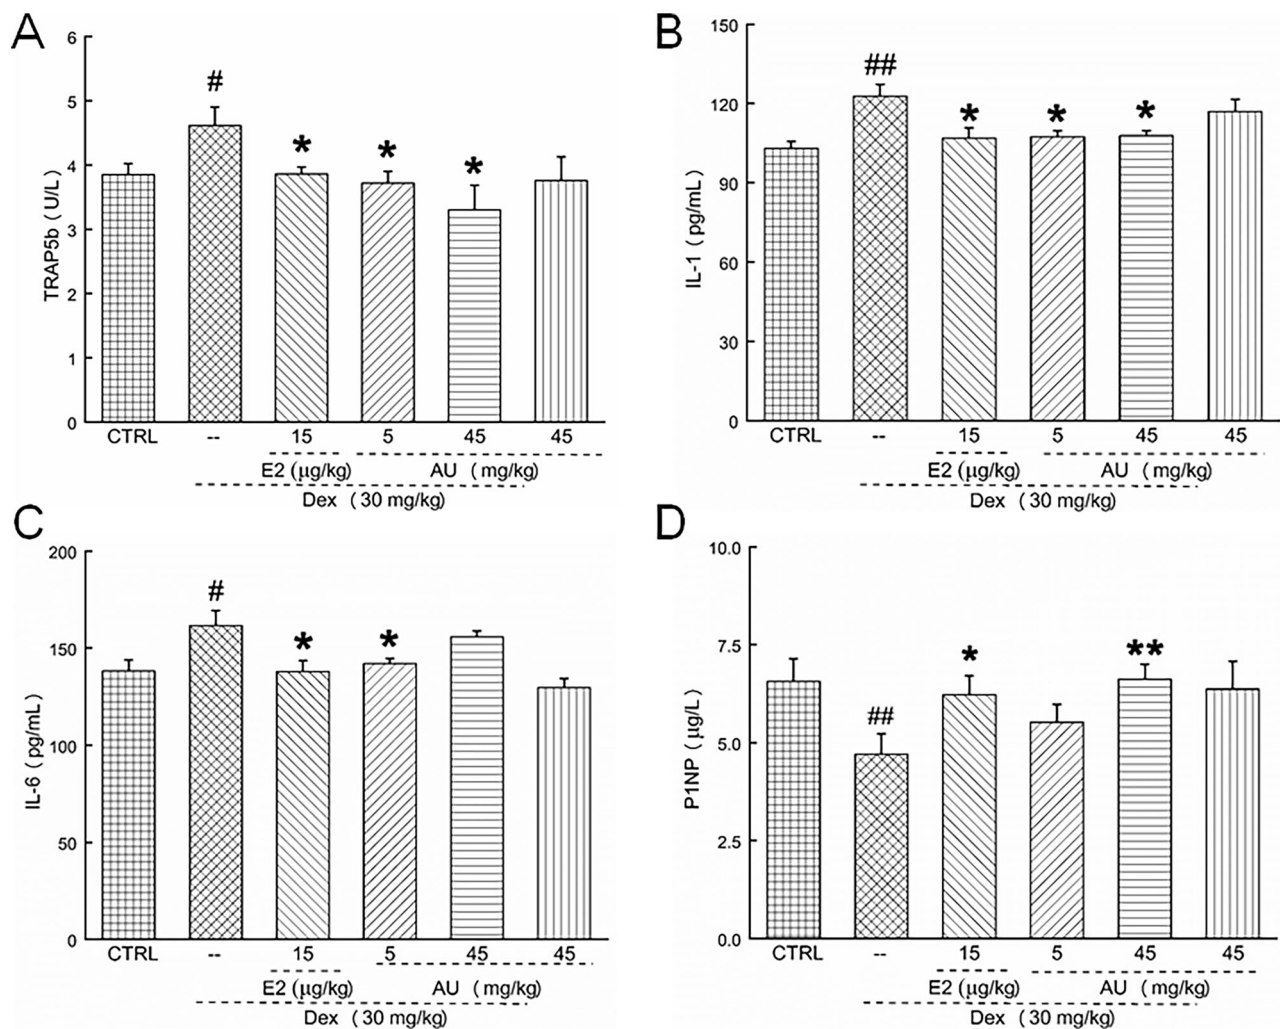 A
TRAP5b (U/L)
6
5
4
3
2
1
0
#
*
*
*
CTRL -- 15 5 45 45
E2 (μg/kg) AU (mg/kg)
Dex (30 mg/kg)
B
IL-1 (pg/mL)
150
120
90
60
30
0
##
*
*
*
CTRL -- 15 5 45 45
E2 (μg/kg) AU (mg/kg)
Dex (30 mg/kg)
C
IL-6 (pg/mL)
200
150
100
50
0
#
*
*
CTRL -- 15 5 45 45
E2 (μg/kg) AU (mg/kg)
Dex (30 mg/kg)
D
P1NP (μg/L)
10.0
7.5
5.0
2.5
0.0
##
*
**
CTRL -- 15 5 45 45
E2 (μg/kg) AU (mg/kg)
Dex (30 mg/kg)